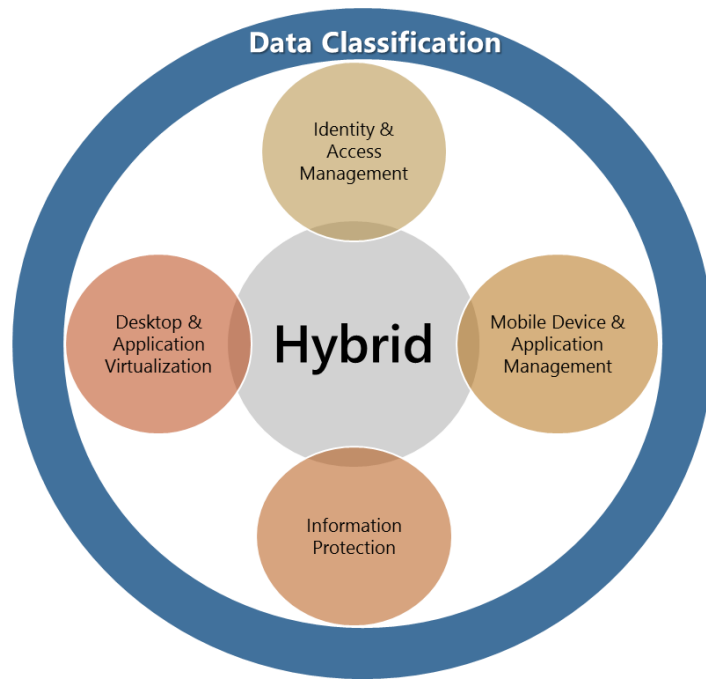 Data Classification
Identity &
Access
Management
Desktop &
Application
Virtualization
Hybrid
Mobile Device &
Application
Management
Information
Protection